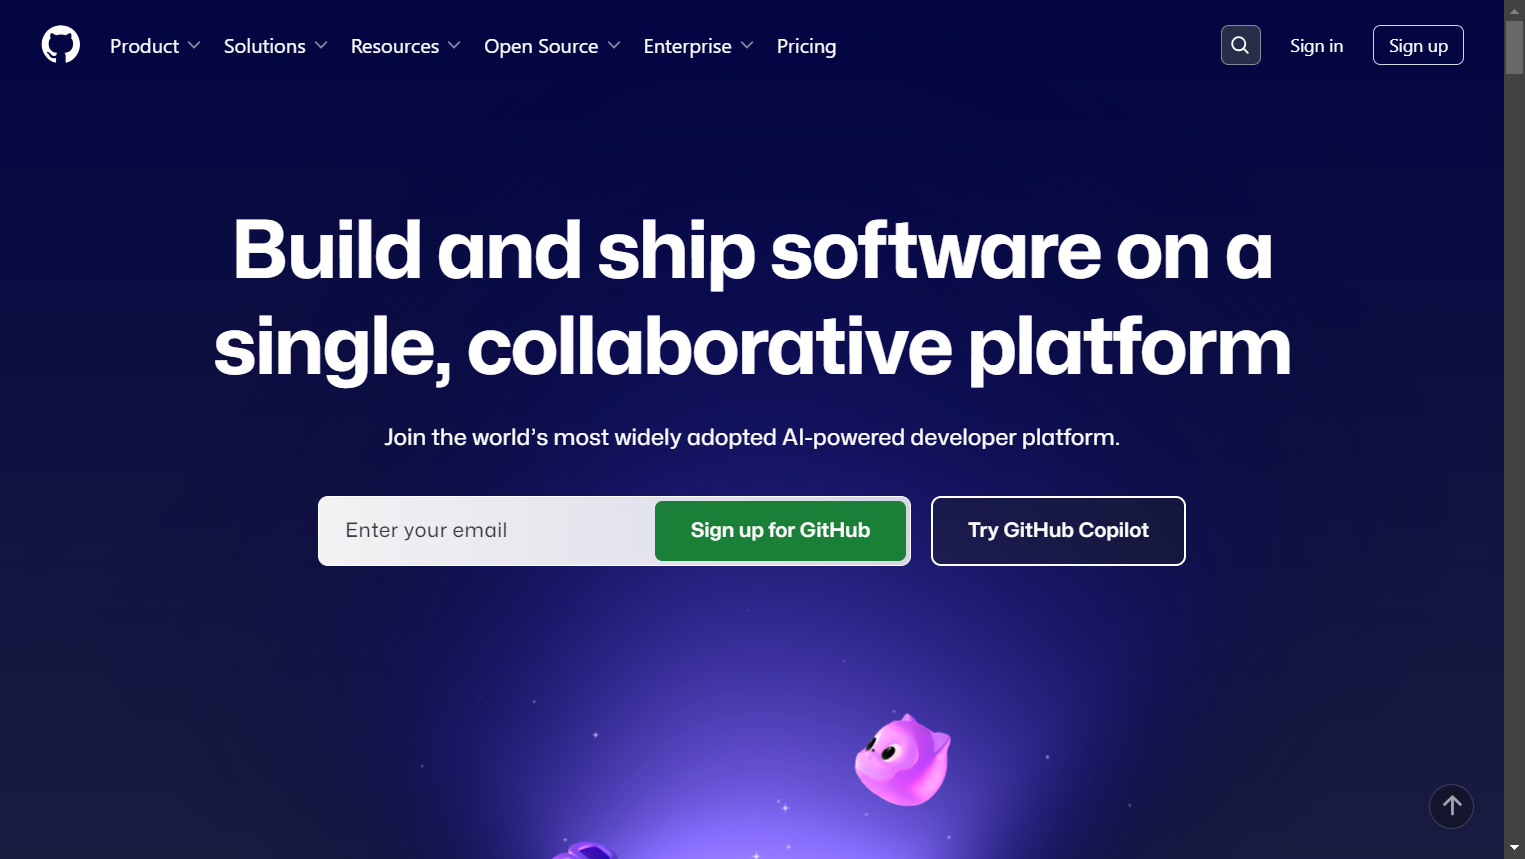 Product Solutions Resources Open Source Enterprise Pricing Sign in Sign up
Build and ship software on a
single, collaborative platform
Join the world’s most widely adopted AI-powered developer platform.
Enter your email Sign up for GitHub Try GitHub Copilot